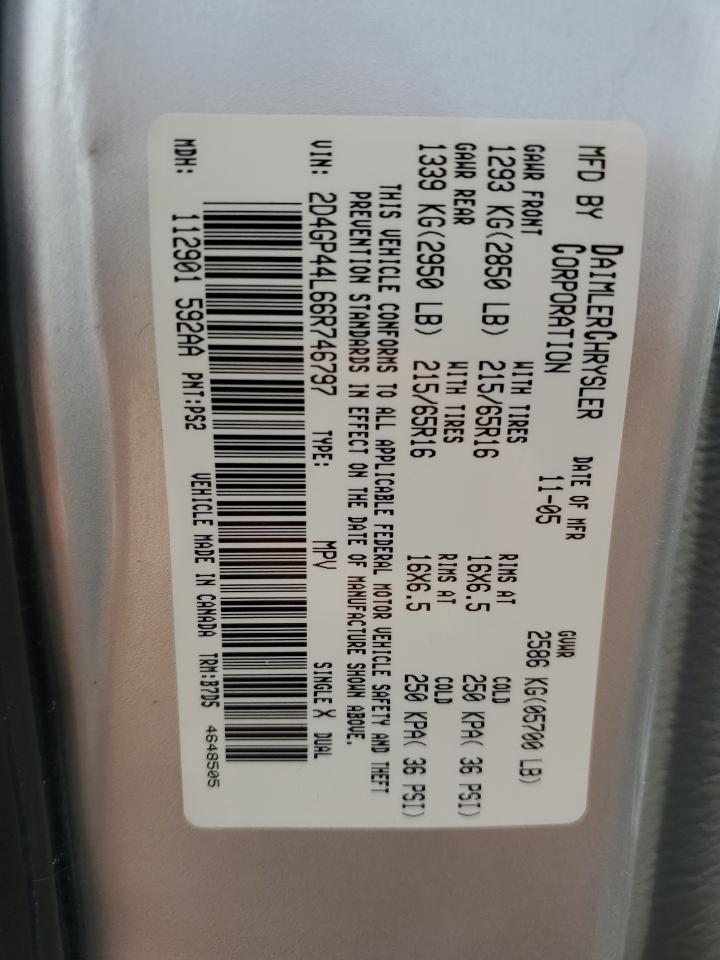 MFD BY DAIMLERCHRYSLER CORPORATION
DATE OF MFR 11-05
GVWR 2586 KG(05700 LB)
GAWR FRONT WITH TIRES RIMS AT COLD
1293 KG(2850 LB) 215/65R16 16X6.5 250 KPA( 36 PSI)
GAWR REAR WITH TIRES RIMS AT COLD
1339 KG(2950 LB) 215/65R16 16X6.5 250 KPA( 36 PSI)
THIS VEHICLE CONFORMS TO ALL APPLICABLE FEDERAL MOTOR VEHICLE SAFETY AND THEFT
PREVENTION STANDARDS IN EFFECT ON THE DATE OF MANUFACTURE SHOWN ABOVE.
VIN: 2D4GP44L66R746797 TYPE: MPV SINGLE X DUAL
MDH: 112901 592AA PNT:PS2 VEHICLE MADE IN CANADA TRM:B7D5 4648505